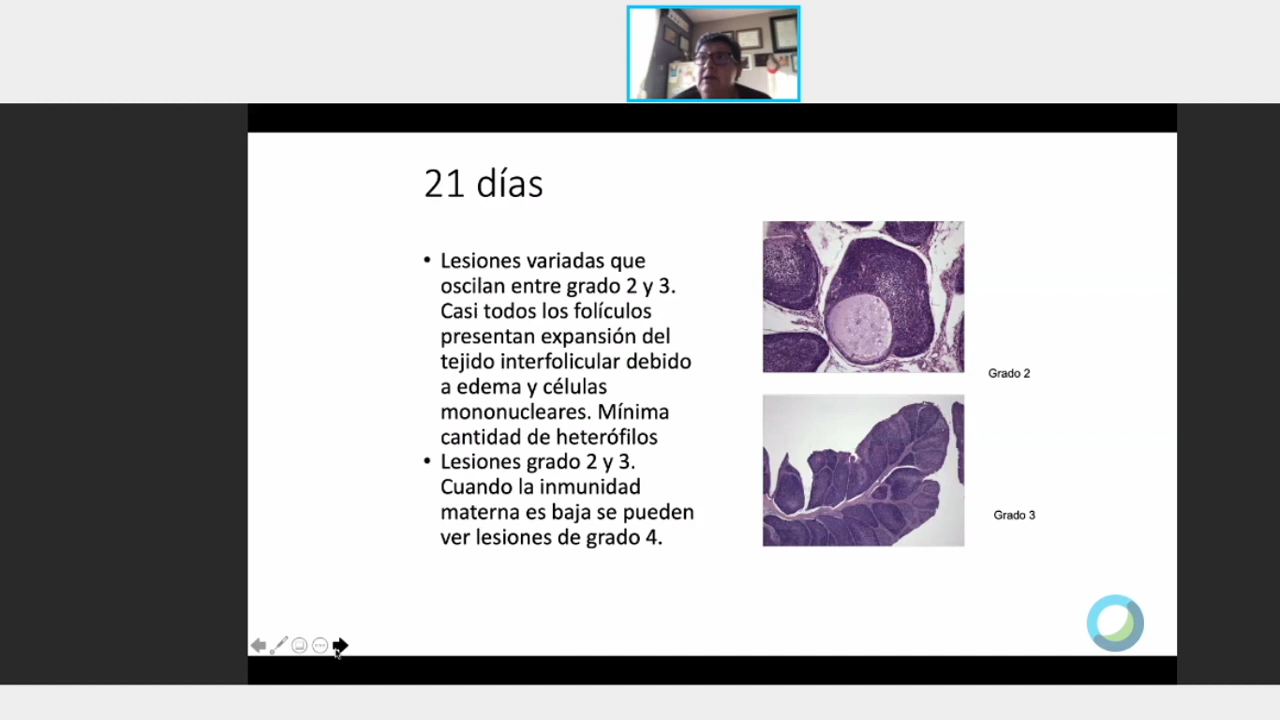 21 días
• Lesiones variadas que
oscilan entre grado 2 y 3.
Casi todos los folículos
presentan expansión del
tejido interfolicular debido
a edema y células
mononucleares. Mínima
cantidad de heterófilos
• Lesiones grado 2 y 3.
Cuando la inmunidad
materna es baja se pueden
ver lesiones de grado 4.
Grado 2
Grado 3